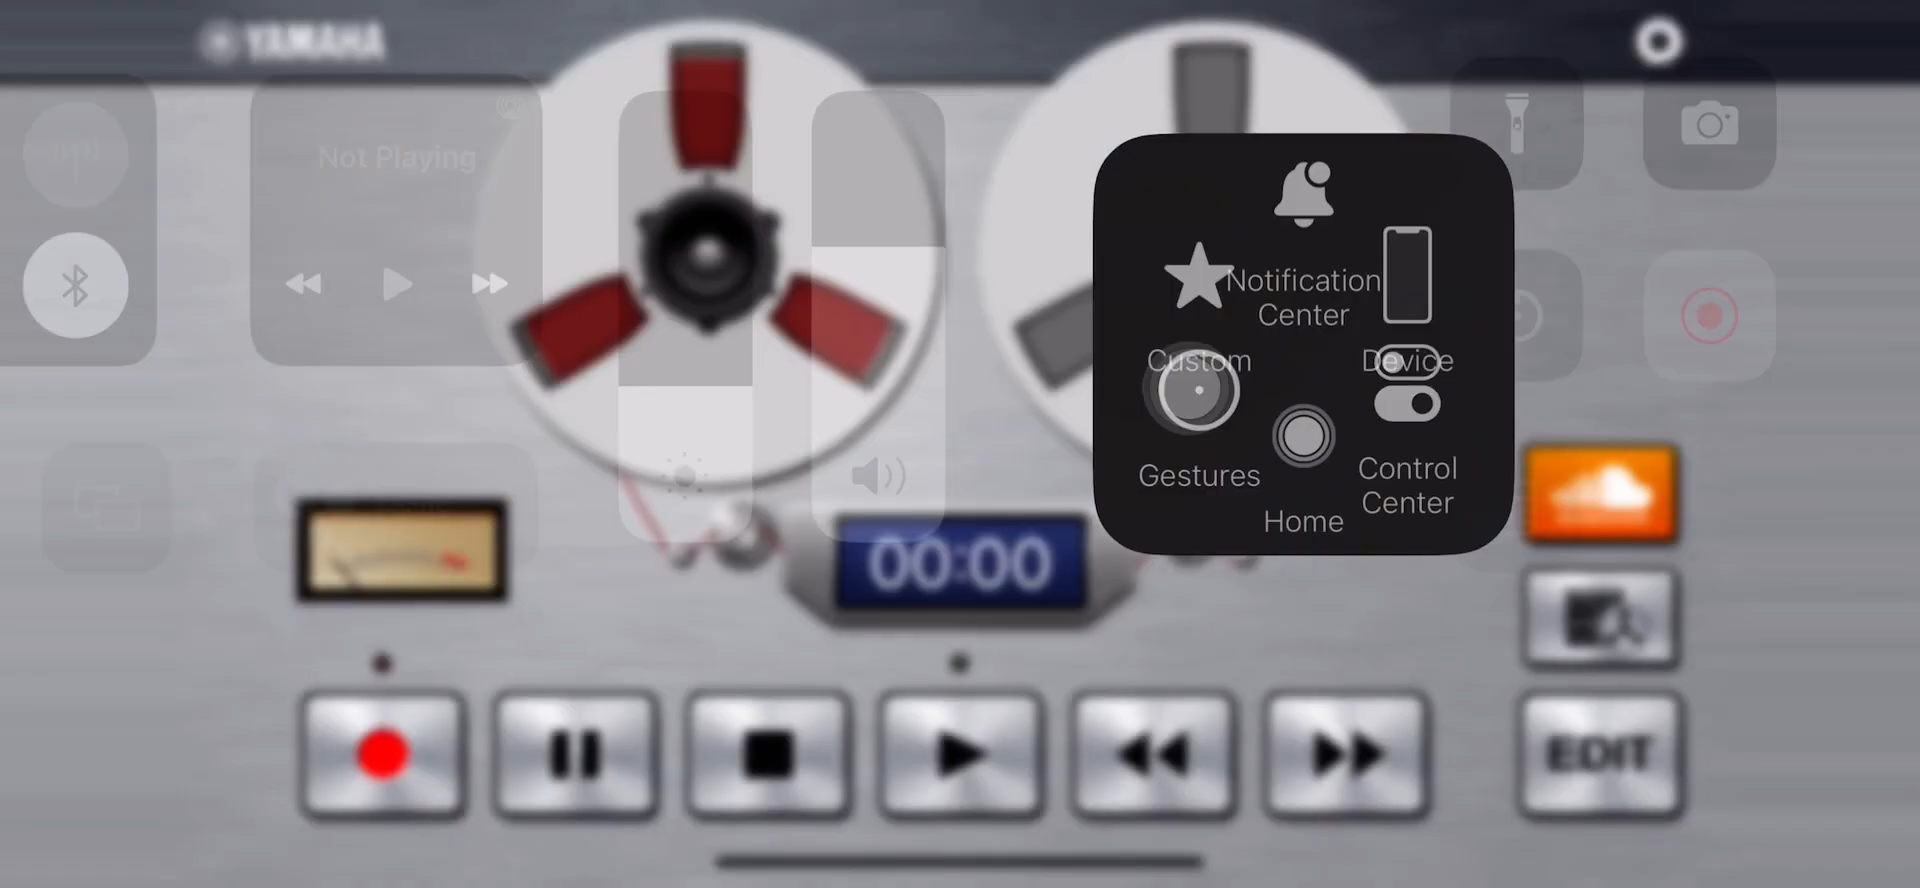 YAMAHA
Not Playing
Notification
Center
Custom
Device
Gestures
Control
Center
Home
00:00
EDIT